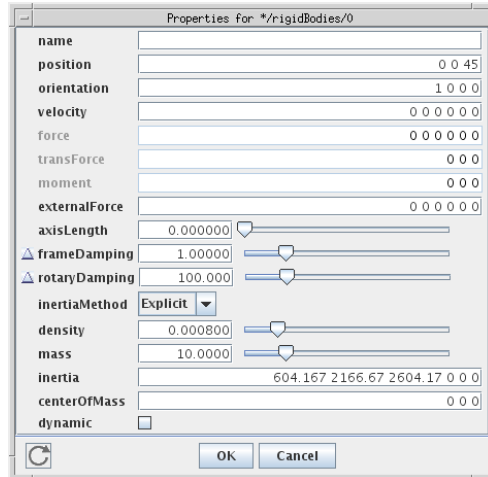 Properties for */rigidBodies/0
name
position 0 0 45
orientation 1 0 0 0
velocity 0 0 0 0 0 0
force 0 0 0 0 0 0
transForce 0 0 0
moment 0 0 0
externalForce 0 0 0 0 0 0
axisLength 0.000000
frameDamping 1.00000
rotaryDamping 100.000
inertiaMethod Explicit
density 0.000800
mass 10.0000
inertia 604.167 2166.67 2604.17 0 0 0
centerOfMass 0 0 0
dynamic
OK Cancel